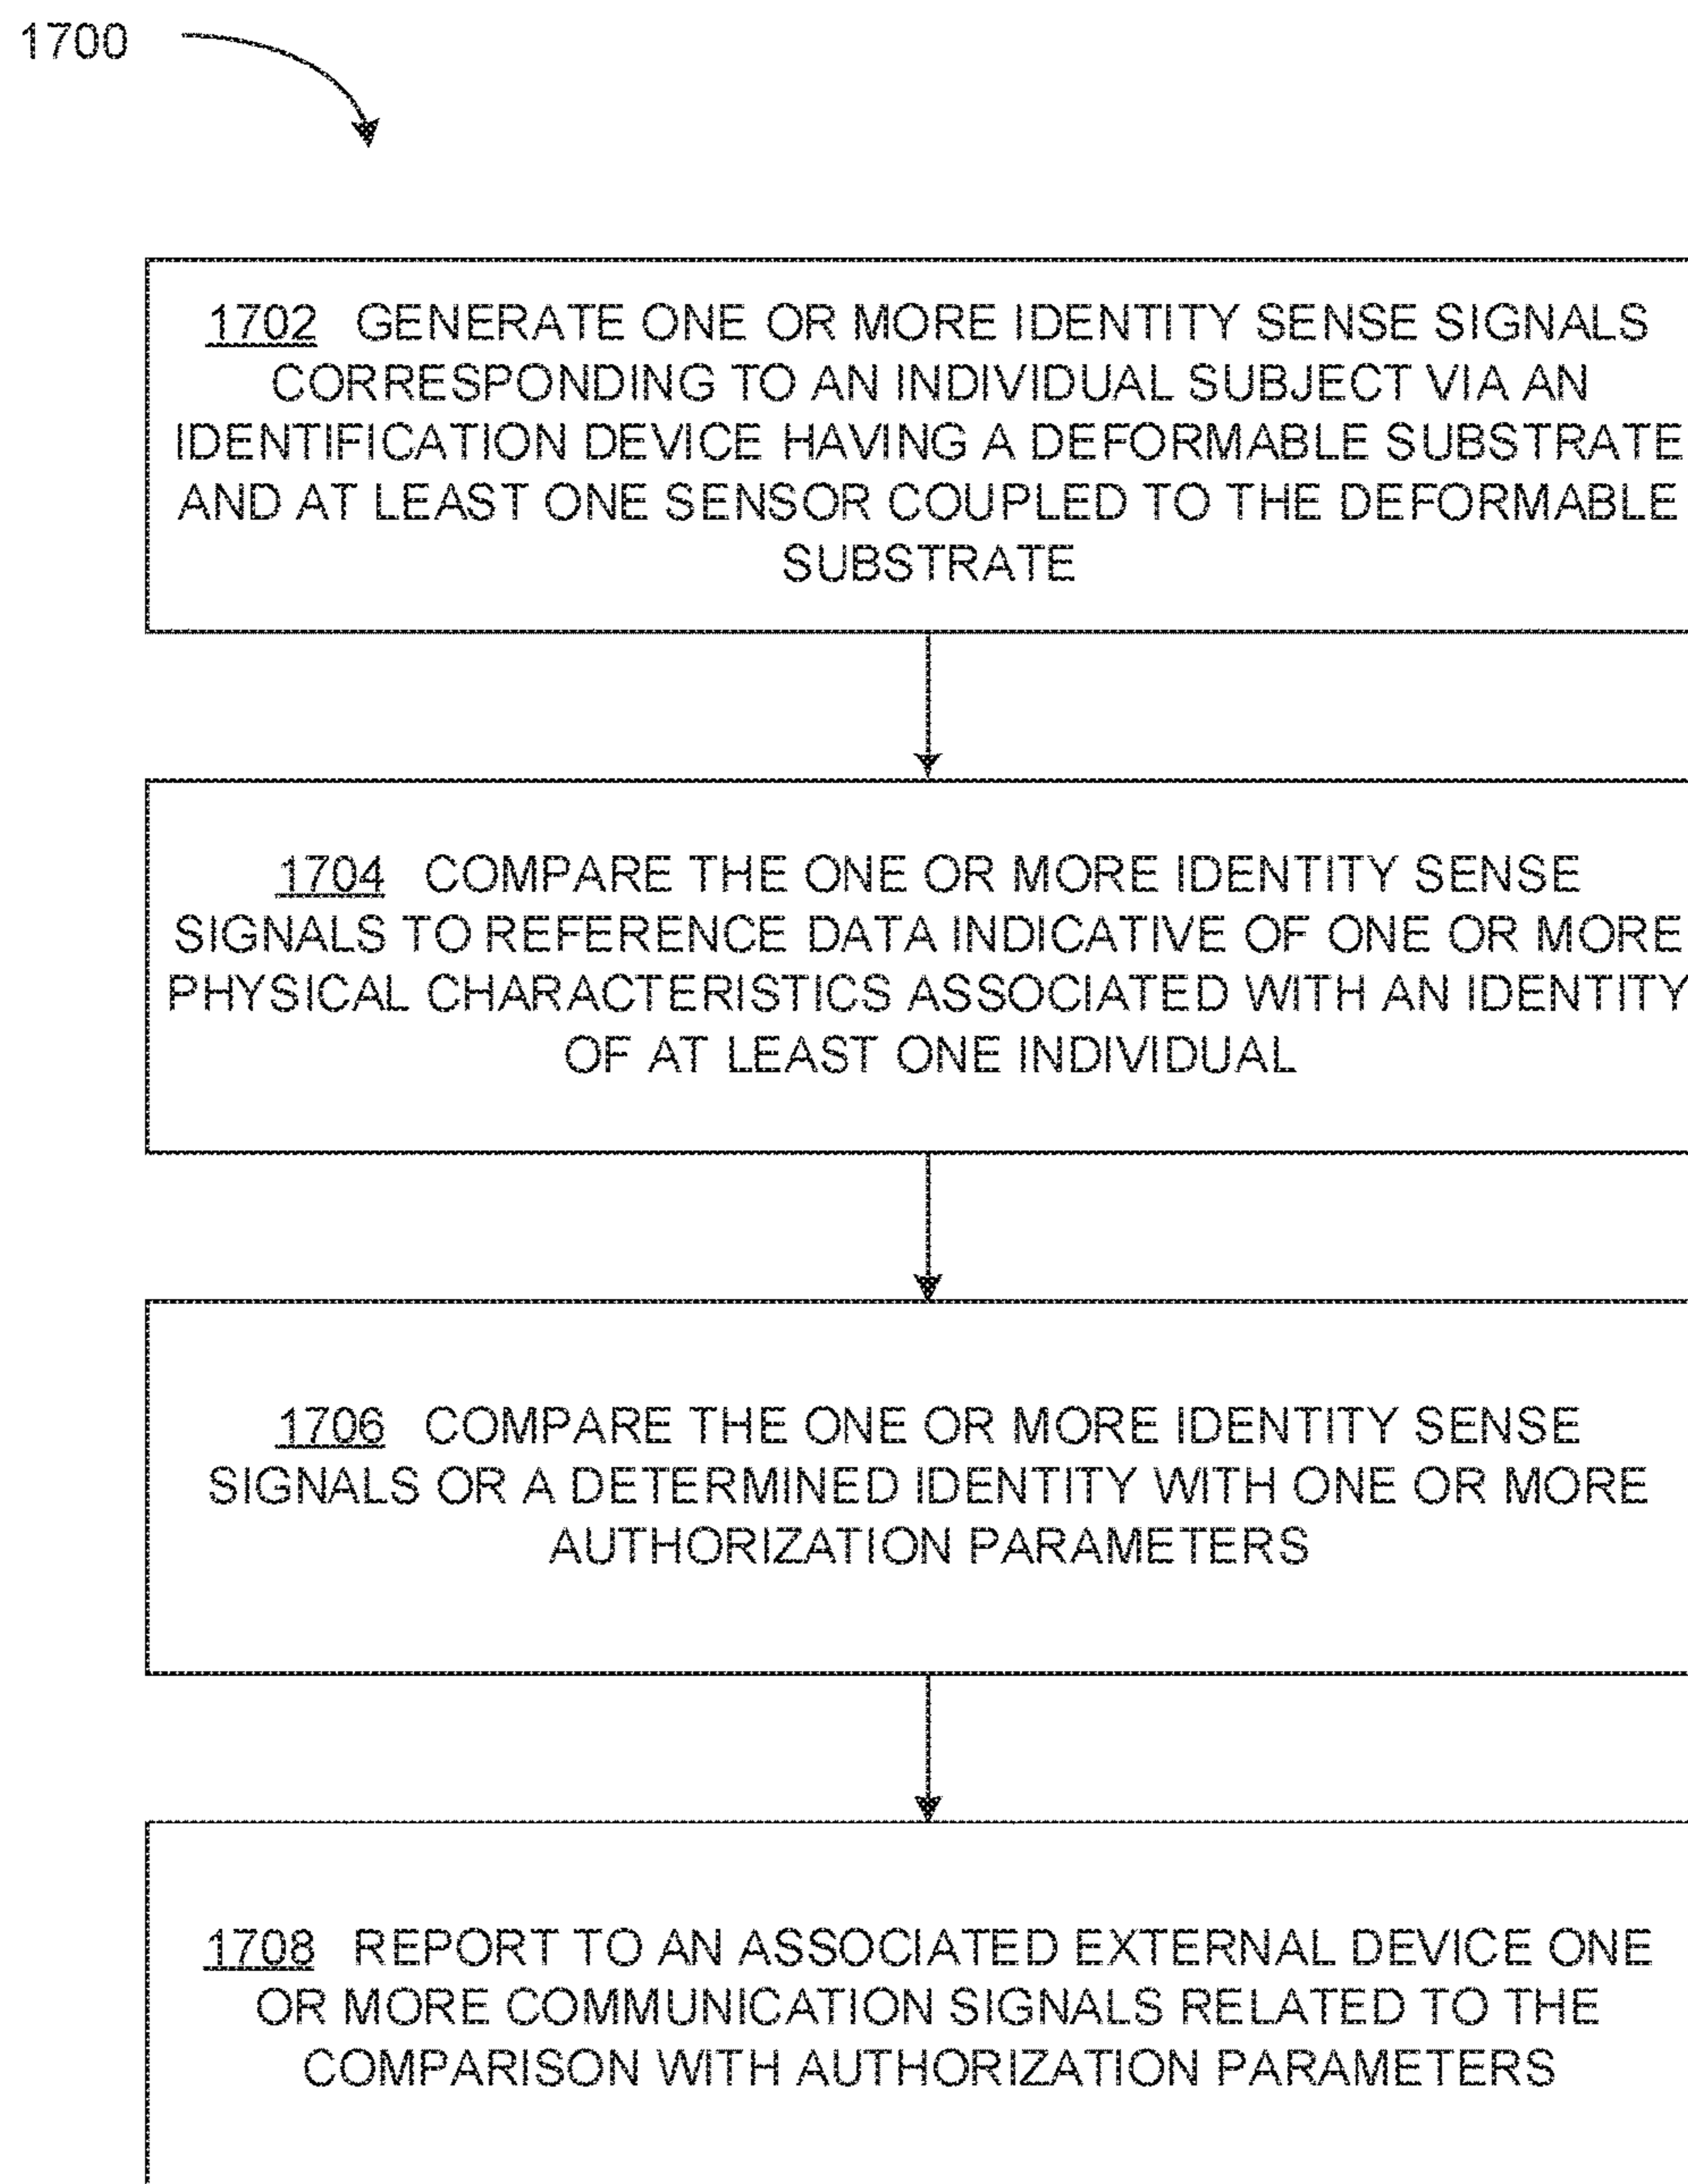 1700
1702 GENERATE ONE OR MORE IDENTITY SENSE SIGNALS
CORRESPONDING TO AN INDIVIDUAL SUBJECT VIA AN
IDENTIFICATION DEVICE HAVING A DEFORMABLE SUBSTRATE
AND AT LEAST ONE SENSOR COUPLED TO THE DEFORMABLE
SUBSTRATE
1704 COMPARE THE ONE OR MORE IDENTITY SENSE
SIGNALS TO REFERENCE DATA INDICATIVE OF ONE OR MORE
PHYSICAL CHARACTERISTICS ASSOCIATED WITH AN IDENTITY
OF AT LEAST ONE INDIVIDUAL
1706 COMPARE THE ONE OR MORE IDENTITY SENSE
SIGNALS OR A DETERMINED IDENTITY WITH ONE OR MORE
AUTHORIZATION PARAMETERS
1708 REPORT TO AN ASSOCIATED EXTERNAL DEVICE ONE
OR MORE COMMUNICATION SIGNALS RELATED TO THE
COMPARISON WITH AUTHORIZATION PARAMETERS